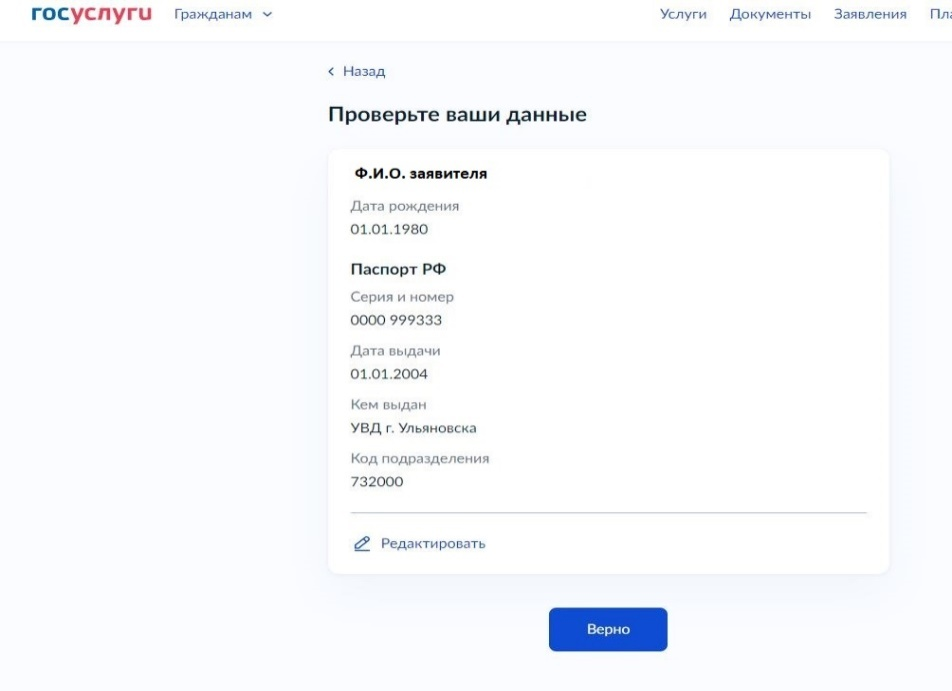 госуслуги Гражданам Услуги Документы Заявления
Назад
Проверьте ваши данные
Ф.И.О. заявителя
Дата рождения
01.01.1980
Паспорт РФ
Серия и номер
0000 999333
Дата выдачи
01.01.2004
Кем выдан
УВД г. Ульяновска
Код подразделения
732000
Редактировать
Верно